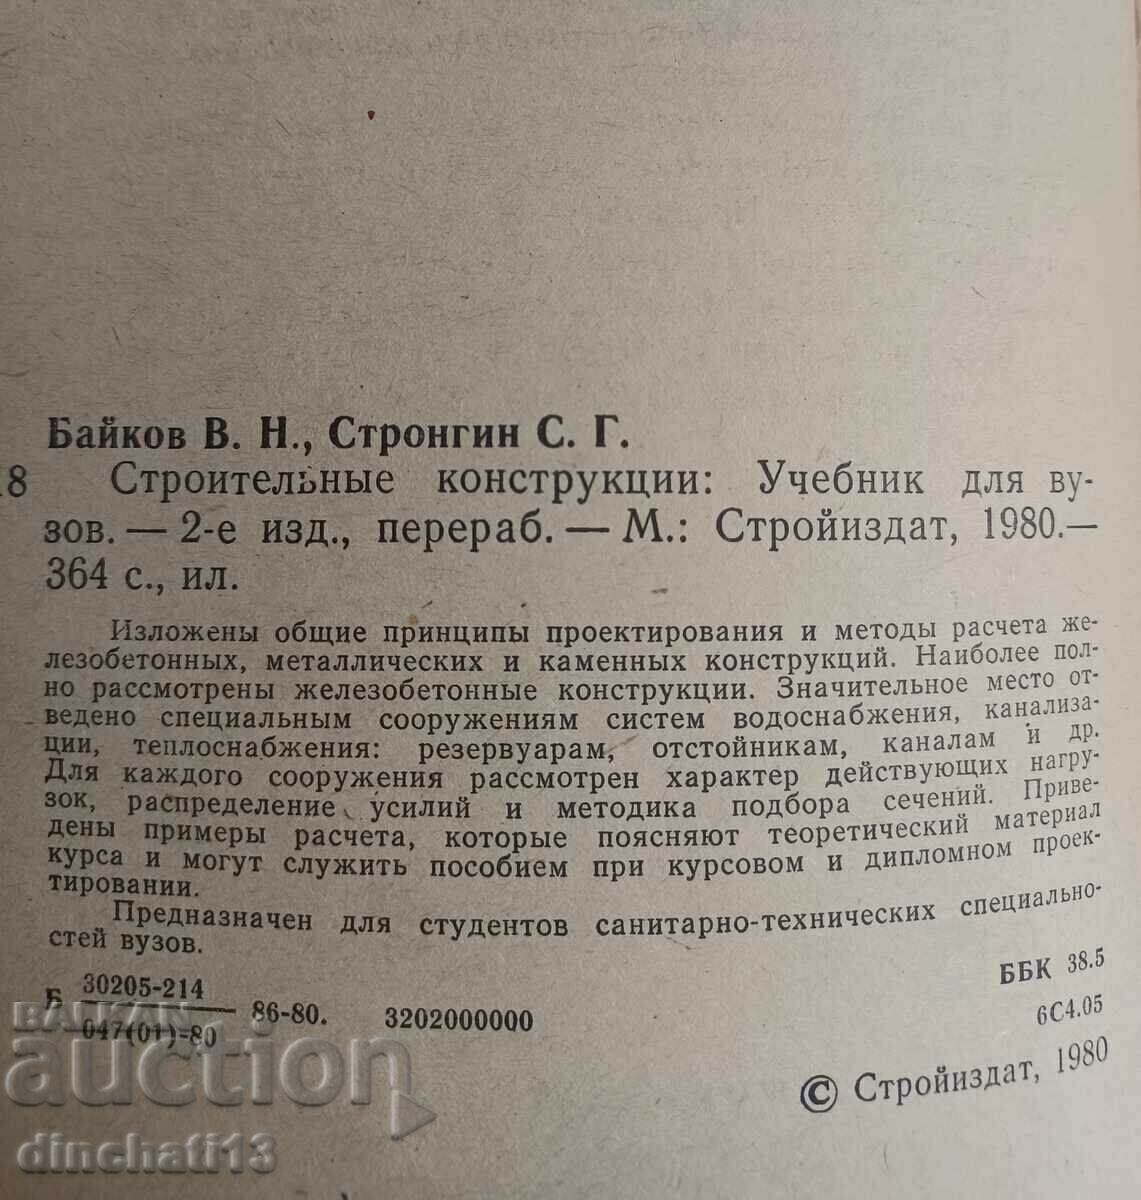 Байков В. Н., Стронгин С. Г.
8 Строительные конструкции: Учебник для ву-
зов. — 2-е изд., перераб. — М.: Стройиздат, 1980.—
364 с., ил.
Изложены общие принципы проектирования и методы расчета же-
лезобетонных, металлических и каменных конструкций. Наиболее пол-
но рассмотрены железобетонные конструкции. Значительное место от-
ведено специальным сооружениям систем водоснабжения, канализа-
ции, теплоснабжения: резервуарам, отстойникам, каналам и др.
Для каждого сооружения рассмотрен характер действующих нагру-
зок, распределение усилий и методика подбора сечений. Приве-
дены примеры расчета, которые поясняют теоретический материал
курса и могут служить пособием при курсовом и дипломном проек-
тировании.
Предназначен для студентов санитарно-технических специально-
стей вузов.
Б 30205-214
047(01)-80
86-80. 3202000000
ББК 38.5
6С4.05
© Стройиздат, 1980
BALKAN
auction
dinchati13